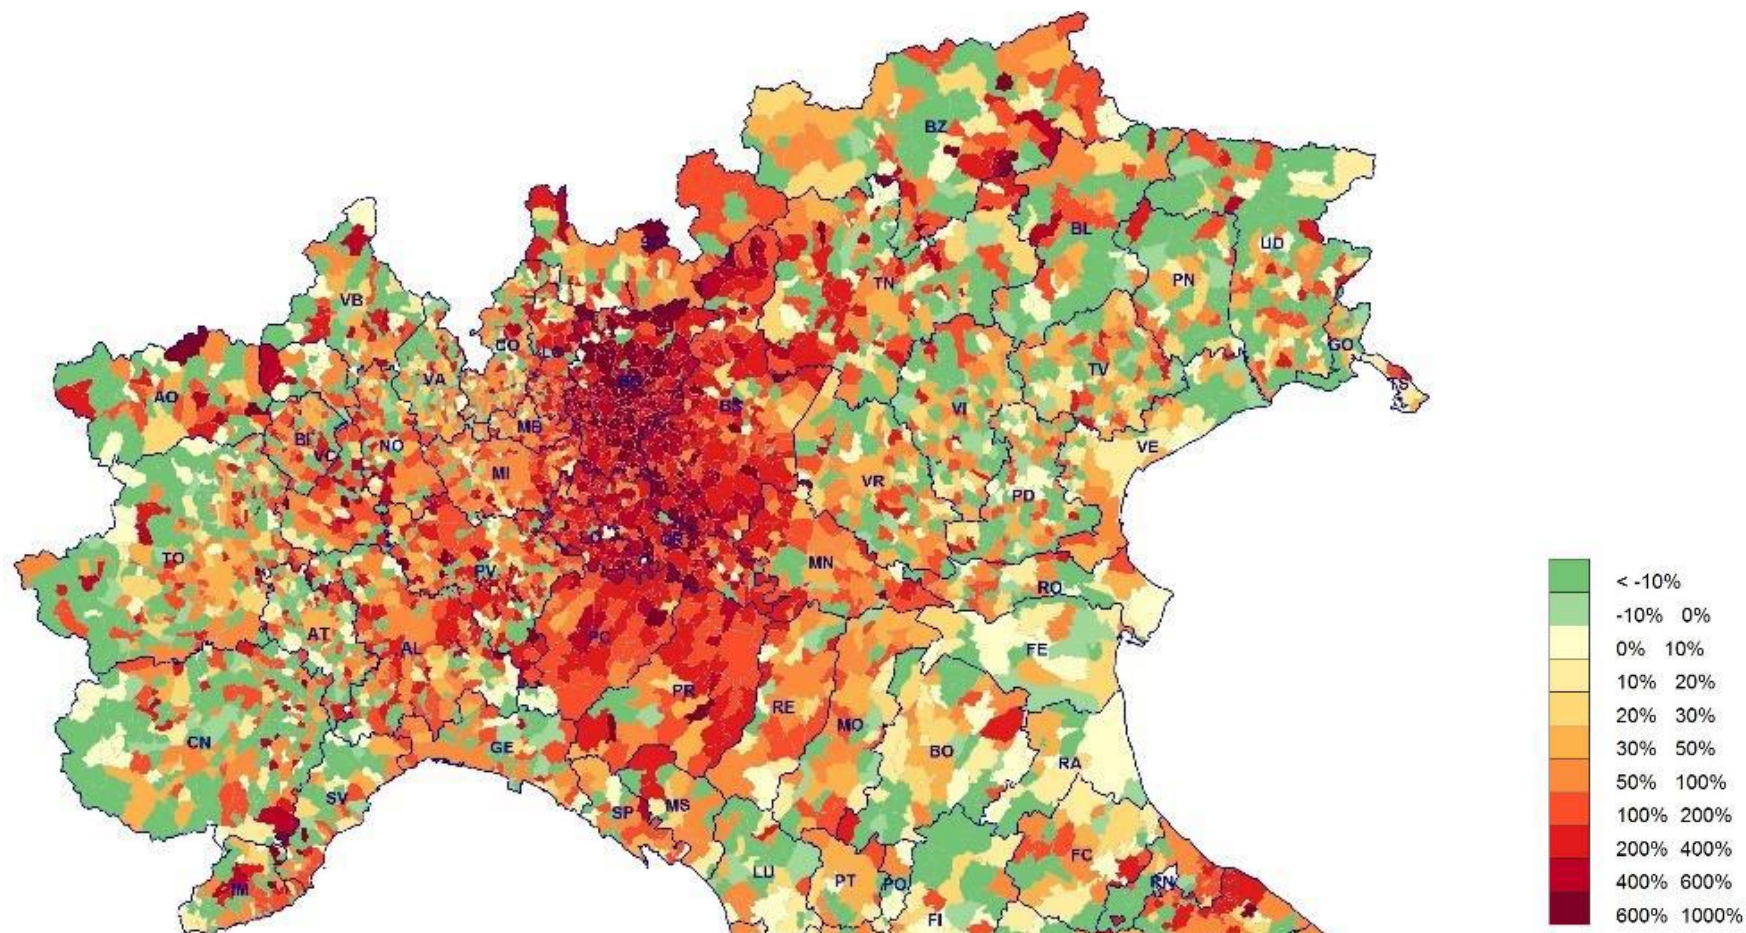 BZ
SO
BL
UD
TN
PN
VB
GO
CO
LC
VA
BG
TV
TS
AO
BS
VI
BI
NO
MB
VE
VC
MI
VR
PD
LO
CR
TO
PV
MN
RO
AT
AL
PC
FE
PR
RE
MO
CN
GE
BO
RA
SV
SP
MS
FC
IM
LU
PT
PO
RN
FI
< -10%
-10% 0%
0% 10%
10% 20%
20% 30%
30% 50%
50% 100%
100% 200%
200% 400%
400% 600%
600% 1000%